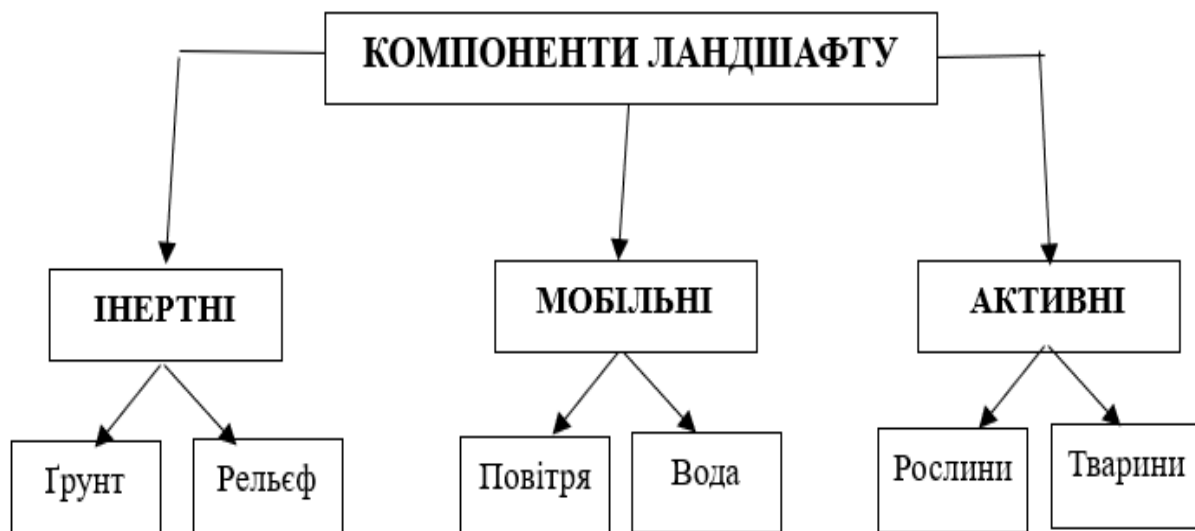 КОМПОНЕНТИ ЛАНДШАФТУ
ІНЕРТНІ
МОБІЛЬНІ
АКТИВНІ
Ґрунт
Рельєф
Повітря
Вода
Рослини
Тварини